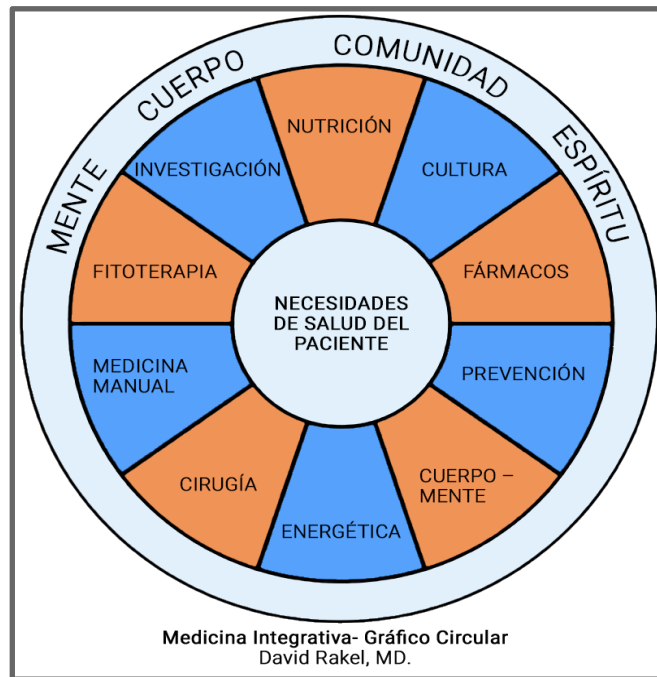 MENTE
CUERPO
COMUNIDAD
ESPÍRITU
NUTRICIÓN
CULTURA
FÁRMACOS
PREVENCIÓN
CUERPO –
MENTE
ENERGÉTICA
CIRUGÍA
MEDICINA
MANUAL
FITOTERAPIA
INVESTIGACIÓN
NECESIDADES
DE SALUD DEL
PACIENTE
Medicina Integrativa- Gráfico Circular
David Rakel, MD.